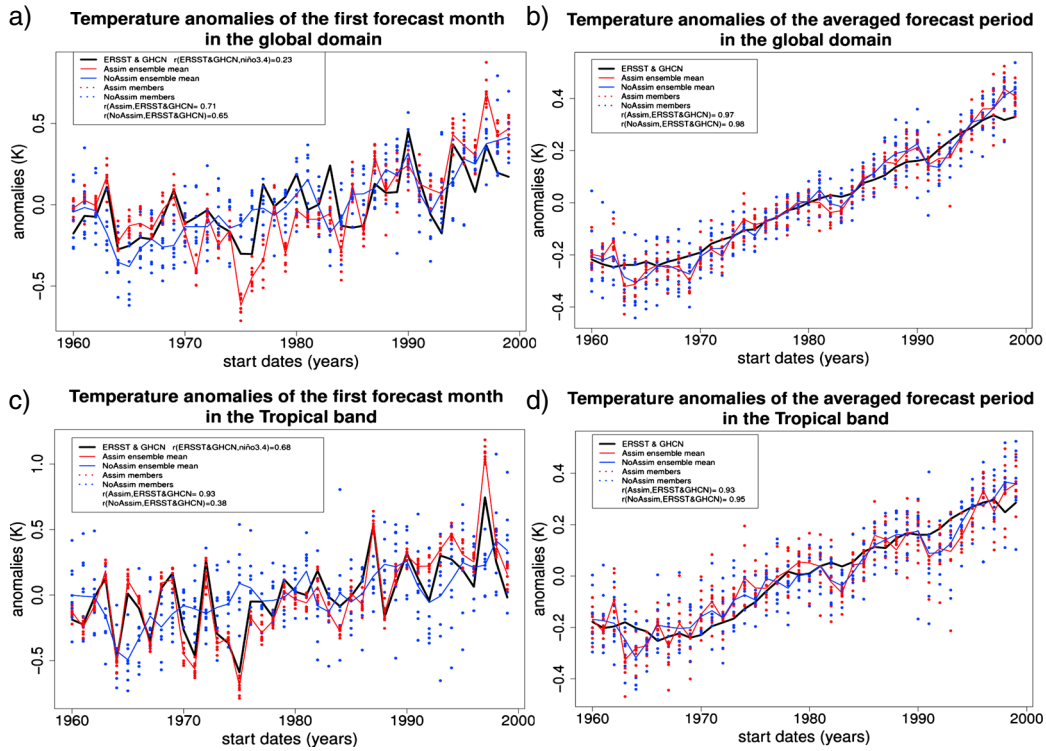 a)
Temperature anomalies of the first forecast month
in the global domain
ERSST & GHCN r(ERSST&GHCN,niño3.4)=0.23
Assim ensemble mean
NoAssim ensemble mean
Assim members
NoAssim members
r(Assim,ERSST&GHCN= 0.71
r(NoAssim,ERSST&GHCN)=0.65
anomalies (K)
0.5
0.0
−0.5
1960 1970 1980 1990 2000
start dates (years)
b)
Temperature anomalies of the averaged forecast period
in the global domain
ERSST & GHCN
Assim ensemble mean
NoAssim ensemble mean
Assim members
NoAssim members
r(Assim,ERSST&GHCN)= 0.97
r(NoAssim,ERSST&GHCN)= 0.98
anomalies (K)
0.4
0.2
0.0
−0.2
−0.4
1960 1970 1980 1990 2000
start dates (years)
c)
Temperature anomalies of the first forecast month
in the Tropical band
ERSST & GHCN r(ERSST&GHCN,niño3.4)=0.68
Assim ensemble mean
NoAssim ensemble mean
Assim members
NoAssim members
r(Assim,ERSST&GHCN= 0.93
r(NoAssim,ERSST&GHCN)=0.38
anomalies (K)
1.0
0.5
0.0
−0.5
1960 1970 1980 1990 2000
start dates (years)
d)
Temperature anomalies of the averaged forecast period
in the Tropical band
ERSST & GHCN
Assim ensemble mean
NoAssim ensemble mean
Assim members
NoAssim members
r(Assim,ERSST&GHCN)= 0.93
r(NoAssim,ERSST&GHCN)= 0.95
anomalies (K)
0.4
0.2
0.0
−0.2
−0.4
1960 1970 1980 1990 2000
start dates (years)